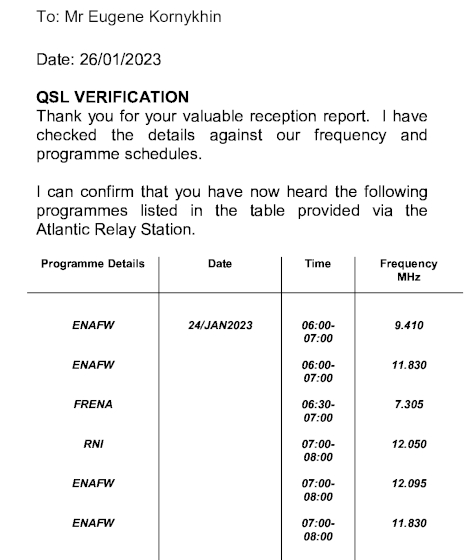 To: Mr Eugene Kornykhin
Date: 26/01/2023
QSL VERIFICATION
Thank you for your valuable reception report. I have
checked the details against our frequency and
programme schedules.
I can confirm that you have now heard the following
programmes listed in the table provided via the
Atlantic Relay Station.
Programme Details Date Time Frequency
MHz
ENAFW 24/JAN2023 06:00- 9.410
07:00
ENAFW 06:00- 11.830
07:00
FRENA 06:30- 7.305
07:00
RNI 07:00- 12.050
08:00
ENAFW 07:00- 12.095
08:00
ENAFW 07:00- 11.830
08:00